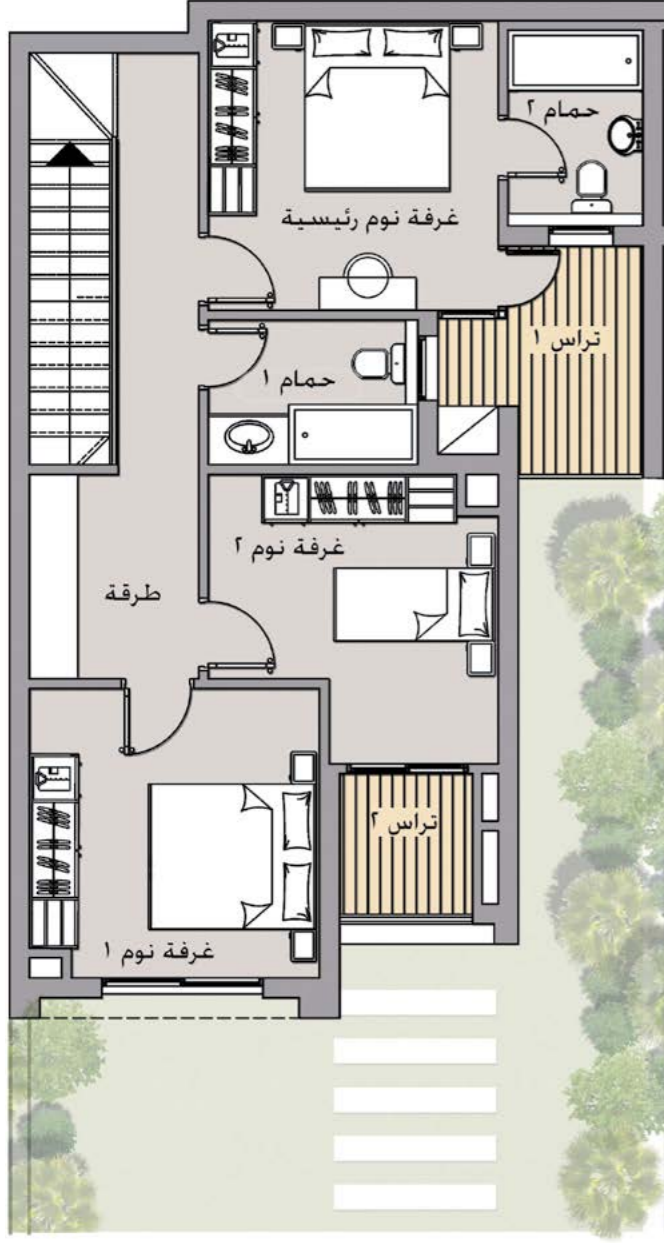 حمام ٢
غرفة نوم رئيسية
تراس ١
حمام ١
غرفة نوم ٢
طرقة
تراس ٢
غرفة نوم ١